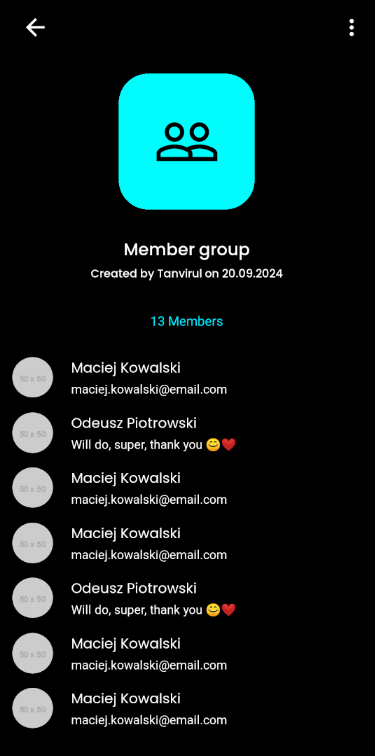 Member group
Created by Tanvirul on 20.09.2024
13 Members
50 x 50
Maciej Kowalski
maciej.kowalski@email.com
50 x 50
Odeusz Piotrowski
Will do, super, thank you 😊❤️
50 x 50
Maciej Kowalski
maciej.kowalski@email.com
50 x 50
Maciej Kowalski
maciej.kowalski@email.com
50 x 50
Odeusz Piotrowski
Will do, super, thank you 😊❤️
50 x 50
Maciej Kowalski
maciej.kowalski@email.com
50 x 50
Maciej Kowalski
maciej.kowalski@email.com